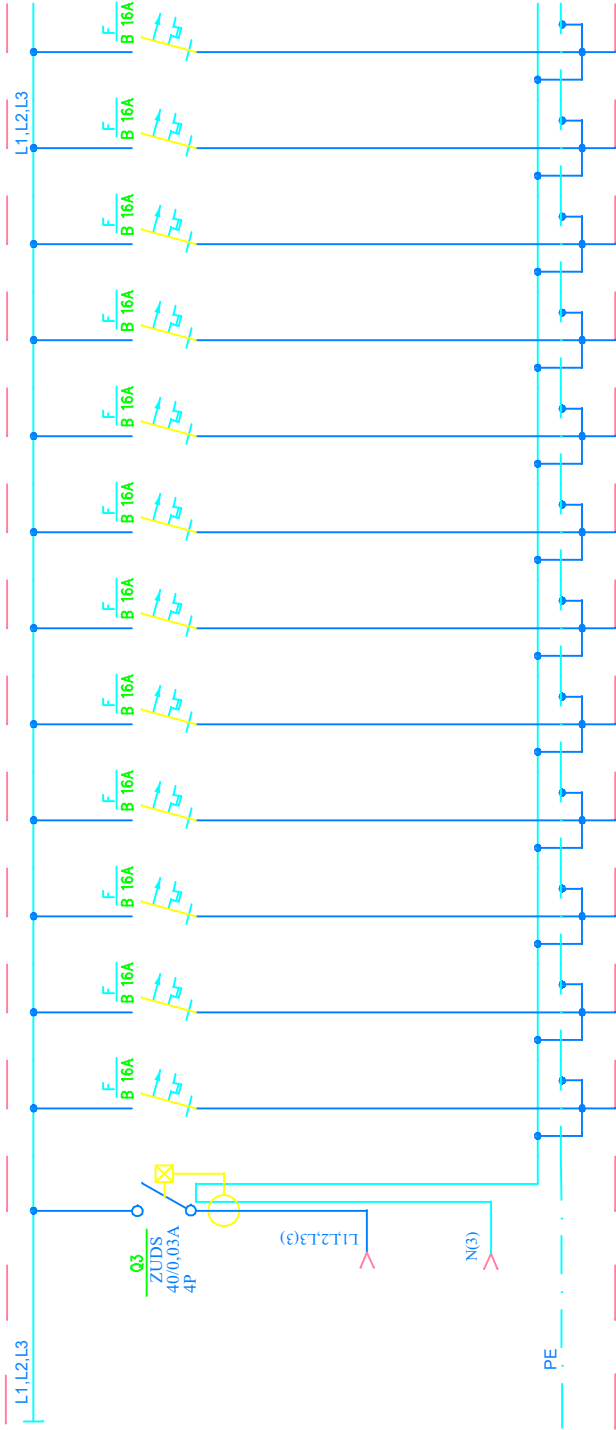 L1,L2,L3
L1,L2,L3
F
B 16A
F
B 16A
F
B 16A
F
B 16A
F
B 16A
F
B 16A
F
B 16A
F
B 16A
F
B 16A
F
B 16A
F
B 16A
F
B 16A
Q3
ZUDS
40/0,03A
4P
L1,L2,L3(3)
N(3)
PE